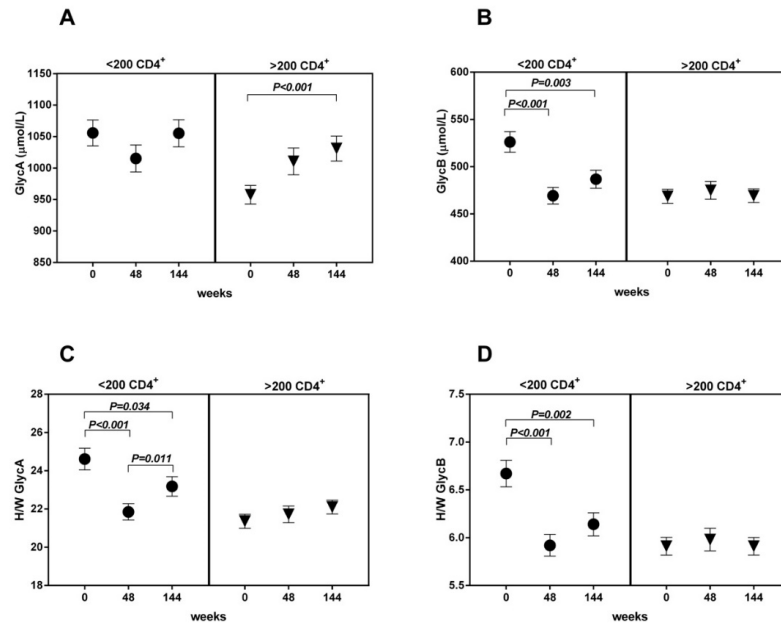 A
<200 CD4+ >200 CD4+
1150
1100
1050
1000
950
900
850
GlycA (µmol/L)
P<0.001
0 48 144 0 48 144
weeks
B
<200 CD4+ >200 CD4+
600
550
500
450
400
GlycB (µmol/L)
P=0.003
P<0.001
0 48 144 0 48 144
weeks
C
<200 CD4+ >200 CD4+
28
26
24
22
20
18
H/W GlycA
P=0.034
P<0.001
P=0.011
0 48 144 0 48 144
weeks
D
<200 CD4+ >200 CD4+
7.5
7.0
6.5
6.0
5.5
H/W GlycB
P=0.002
P<0.001
0 48 144 0 48 144
weeks